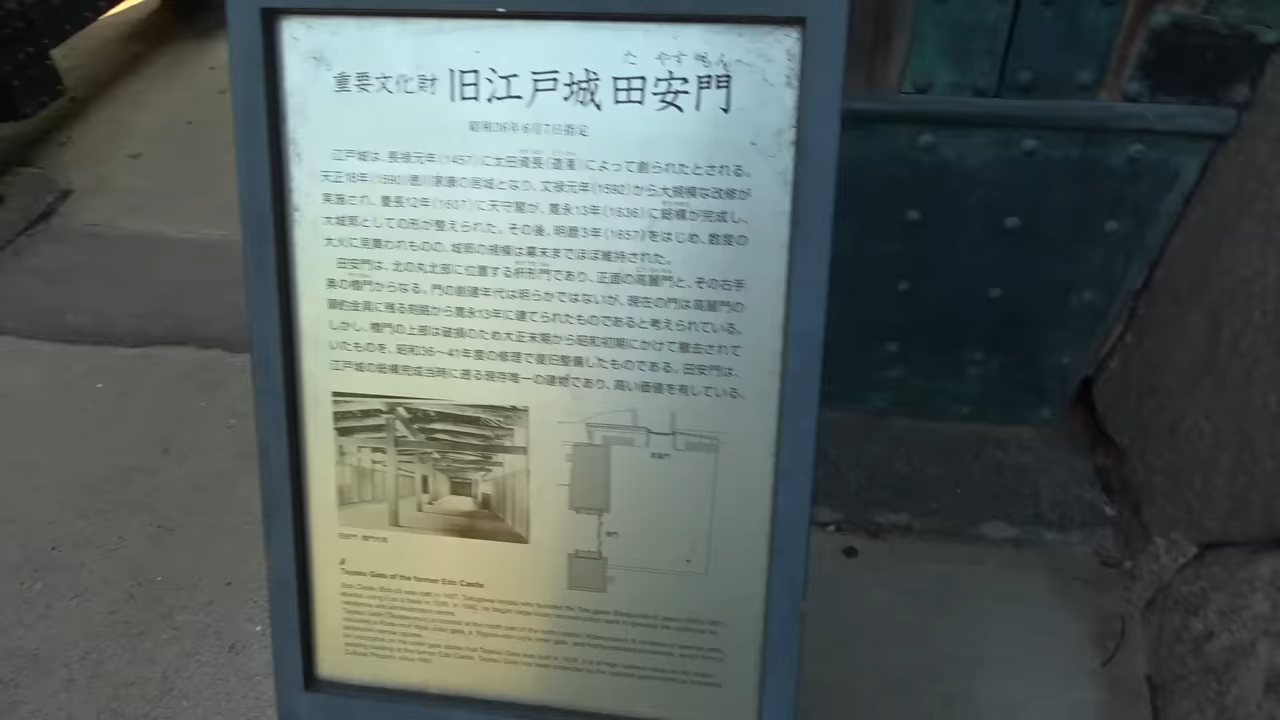 た やす もん
重要文化財 旧江戸城 田安門
昭和36年6月7日指定
江戸城は、長禄元年(1457)に太田資長(道灌)によって創られたとされる。
天正18年(1590)徳川家康の居城となり、文禄元年(1592)から大規模な改修が
実施され、慶長12年(1607)に天守閣が、寛永13年(1636)に総構が完成し、
大城郭としての形が整えられた。その後、明暦3年(1657)をはじめ、数度の
大火に見舞われものの、城郭の規模は幕末までほぼ維持された。
田安門は、北の丸北部に位置する枡形門であり、正面の高麗門と、その右手
奥の櫓門からなる。門の創建年代は明らかではないが、現在の門は高麗門の
扉釣金具に残る刻銘から寛永13年に建てられたものであると考えられている。
しかし、櫓門の上部は破損のため大正末期から昭和初期にかけて撤去されて
いたものを、昭和36〜41年度の修理で復旧整備したものである。田安門は、
江戸城の総構完成当時に遡る現存唯一の建物であり、高い価値を有している。
高麗門
櫓門
Tayasu Gate of the former Edo Castle